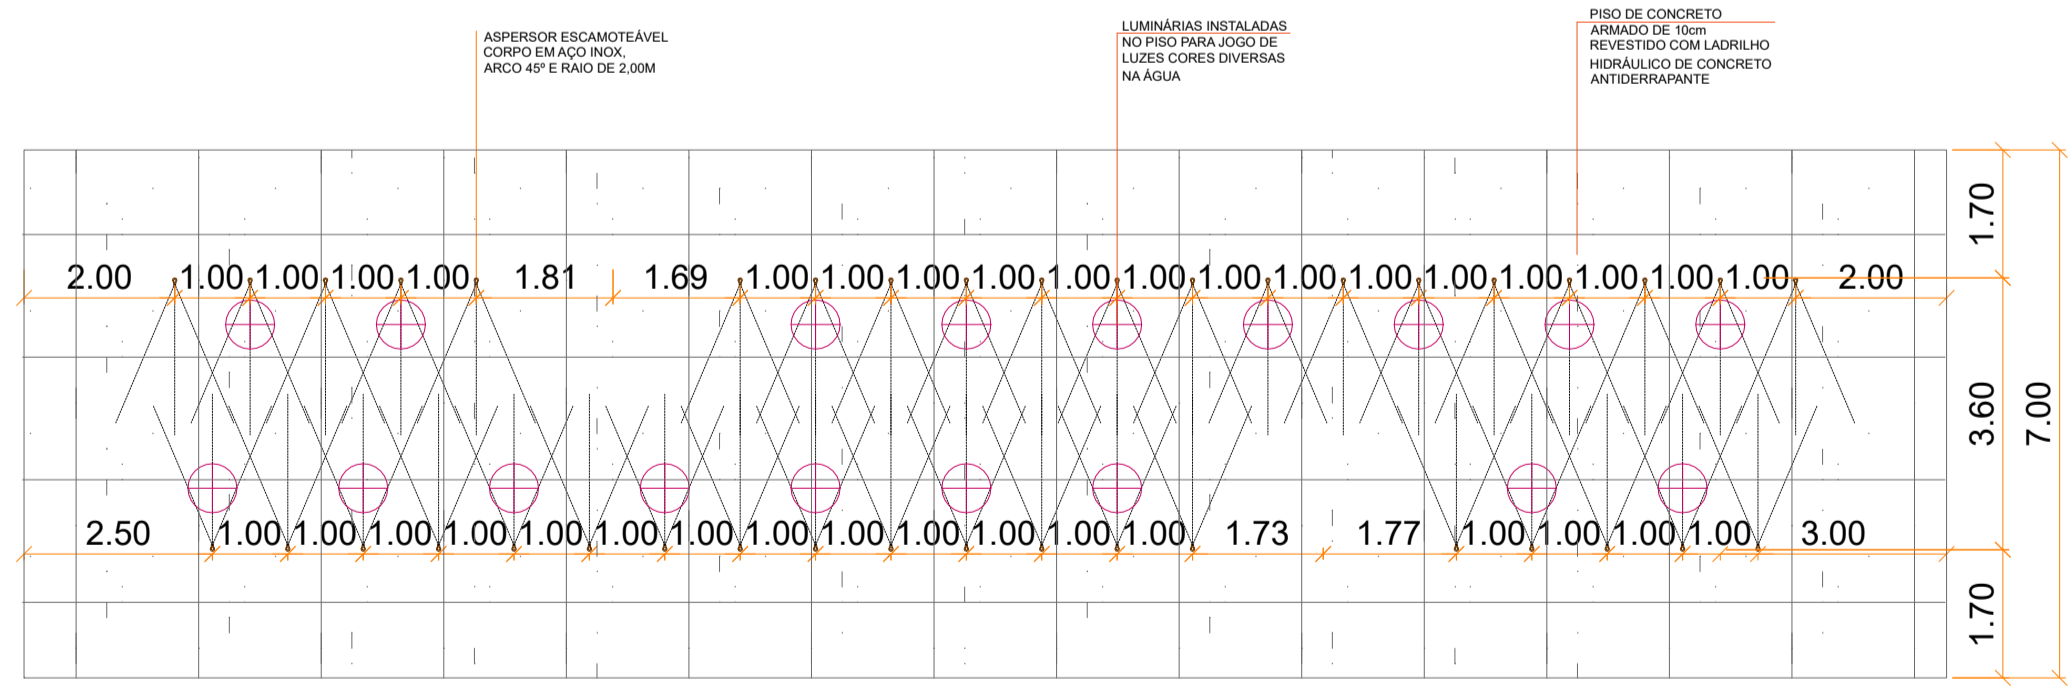 ASPERSOR ESCAMOTEÁVEL
CORPO EM AÇO INOX,
ARCO 45º E RAIO DE 2,00M
LUMINÁRIAS INSTALADAS
NO PISO PARA JOGO DE
LUZES CORES DIVERSAS
NA ÁGUA
PISO DE CONCRETO
ARMADO DE 10cm
REVESTIDO COM LADRILHO
HIDRÁULICO DE CONCRETO
ANTIDERRAPANTE
2.00 1.00 1.00 1.00 1.00 1.81 1.69 1.00 1.00 1.00 1.00 1.00 1.00 1.00 1.00 1.00 1.00 1.00 1.00 1.00 1.00 2.00
2.50 1.00 1.00 1.00 1.00 1.00 1.00 1.00 1.00 1.00 1.00 1.00 1.00 1.00 1.73 1.77 1.00 1.00 1.00 1.00 3.00
1.70
3.60
1.70
7.00